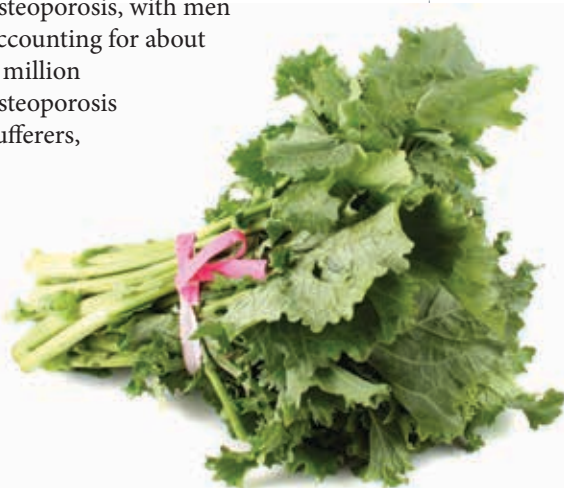 steoporosis, with men
ccounting for about
million
steoporosis
ufferers,